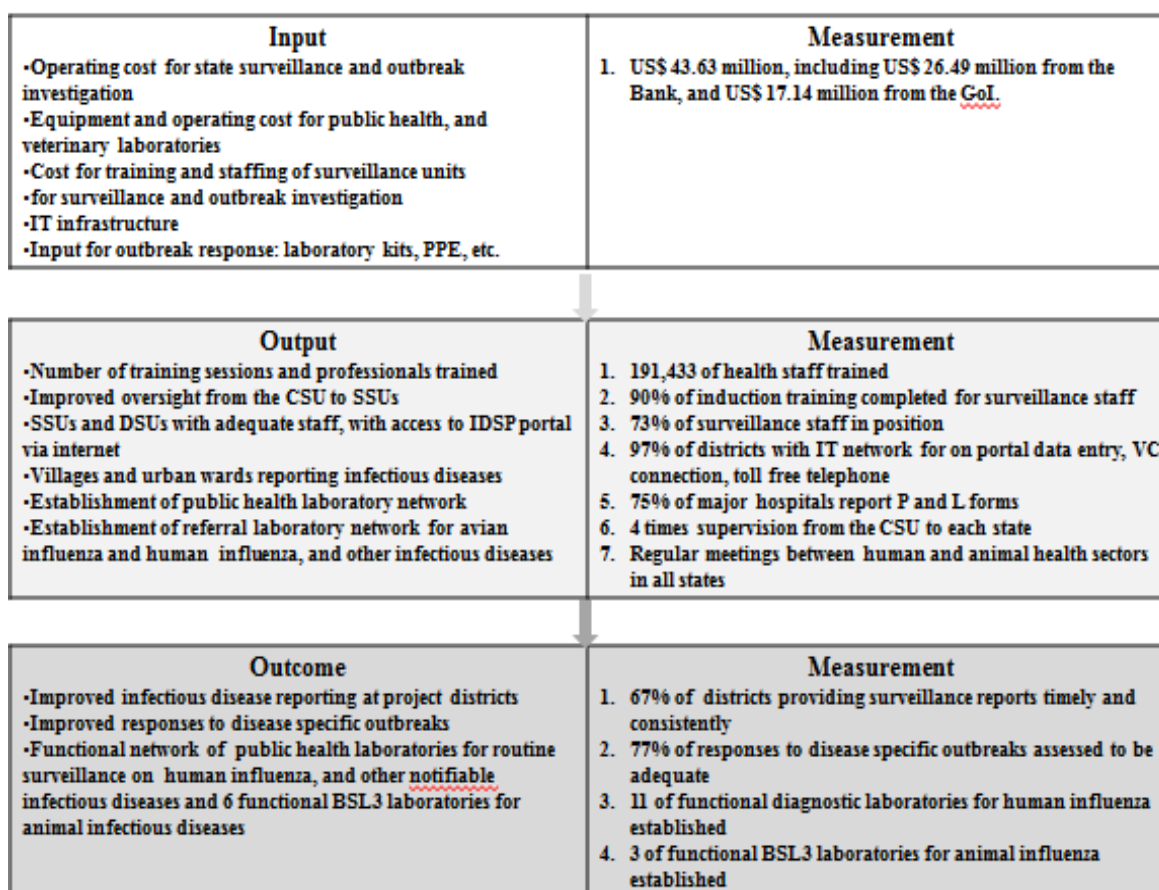 Input
•Operating cost for state surveillance and outbreak
investigation
•Equipment and operating cost for public health, and
veterinary laboratories
•Cost for training and staffing of surveillance units
•for surveillance and outbreak investigation
•IT infrastructure
•Input for outbreak response: laboratory kits, PPE, etc.
Measurement
1. US$ 43.63 million, including US$ 26.49 million from the
Bank, and US$ 17.14 million from the GoI.
Output
•Number of training sessions and professionals trained
•Improved oversight from the CSU to SSUs
•SSUs and DSUs with adequate staff, with access to IDSP portal
via internet
•Villages and urban wards reporting infectious diseases
•Establishment of public health laboratory network
•Establishment of referral laboratory network for avian
influenza and human influenza, and other infectious diseases
Measurement
1. 191,433 of health staff trained
2. 90% of induction training completed for surveillance staff
3. 73% of surveillance staff in position
4. 97% of districts with IT network for on portal data entry, VC
connection, toll free telephone
5. 75% of major hospitals report P and L forms
6. 4 times supervision from the CSU to each state
7. Regular meetings between human and animal health sectors
in all states
Outcome
•Improved infectious disease reporting at project districts
•Improved responses to disease specific outbreaks
•Functional network of public health laboratories for routine
surveillance on human influenza, and other notifiable
infectious diseases and 6 functional BSL3 laboratories for
animal infectious diseases
Measurement
1. 67% of districts providing surveillance reports timely and
consistently
2. 77% of responses to disease specific outbreaks assessed to be
adequate
3. 11 of functional diagnostic laboratories for human influenza
established
4. 3 of functional BSL3 laboratories for animal influenza
established